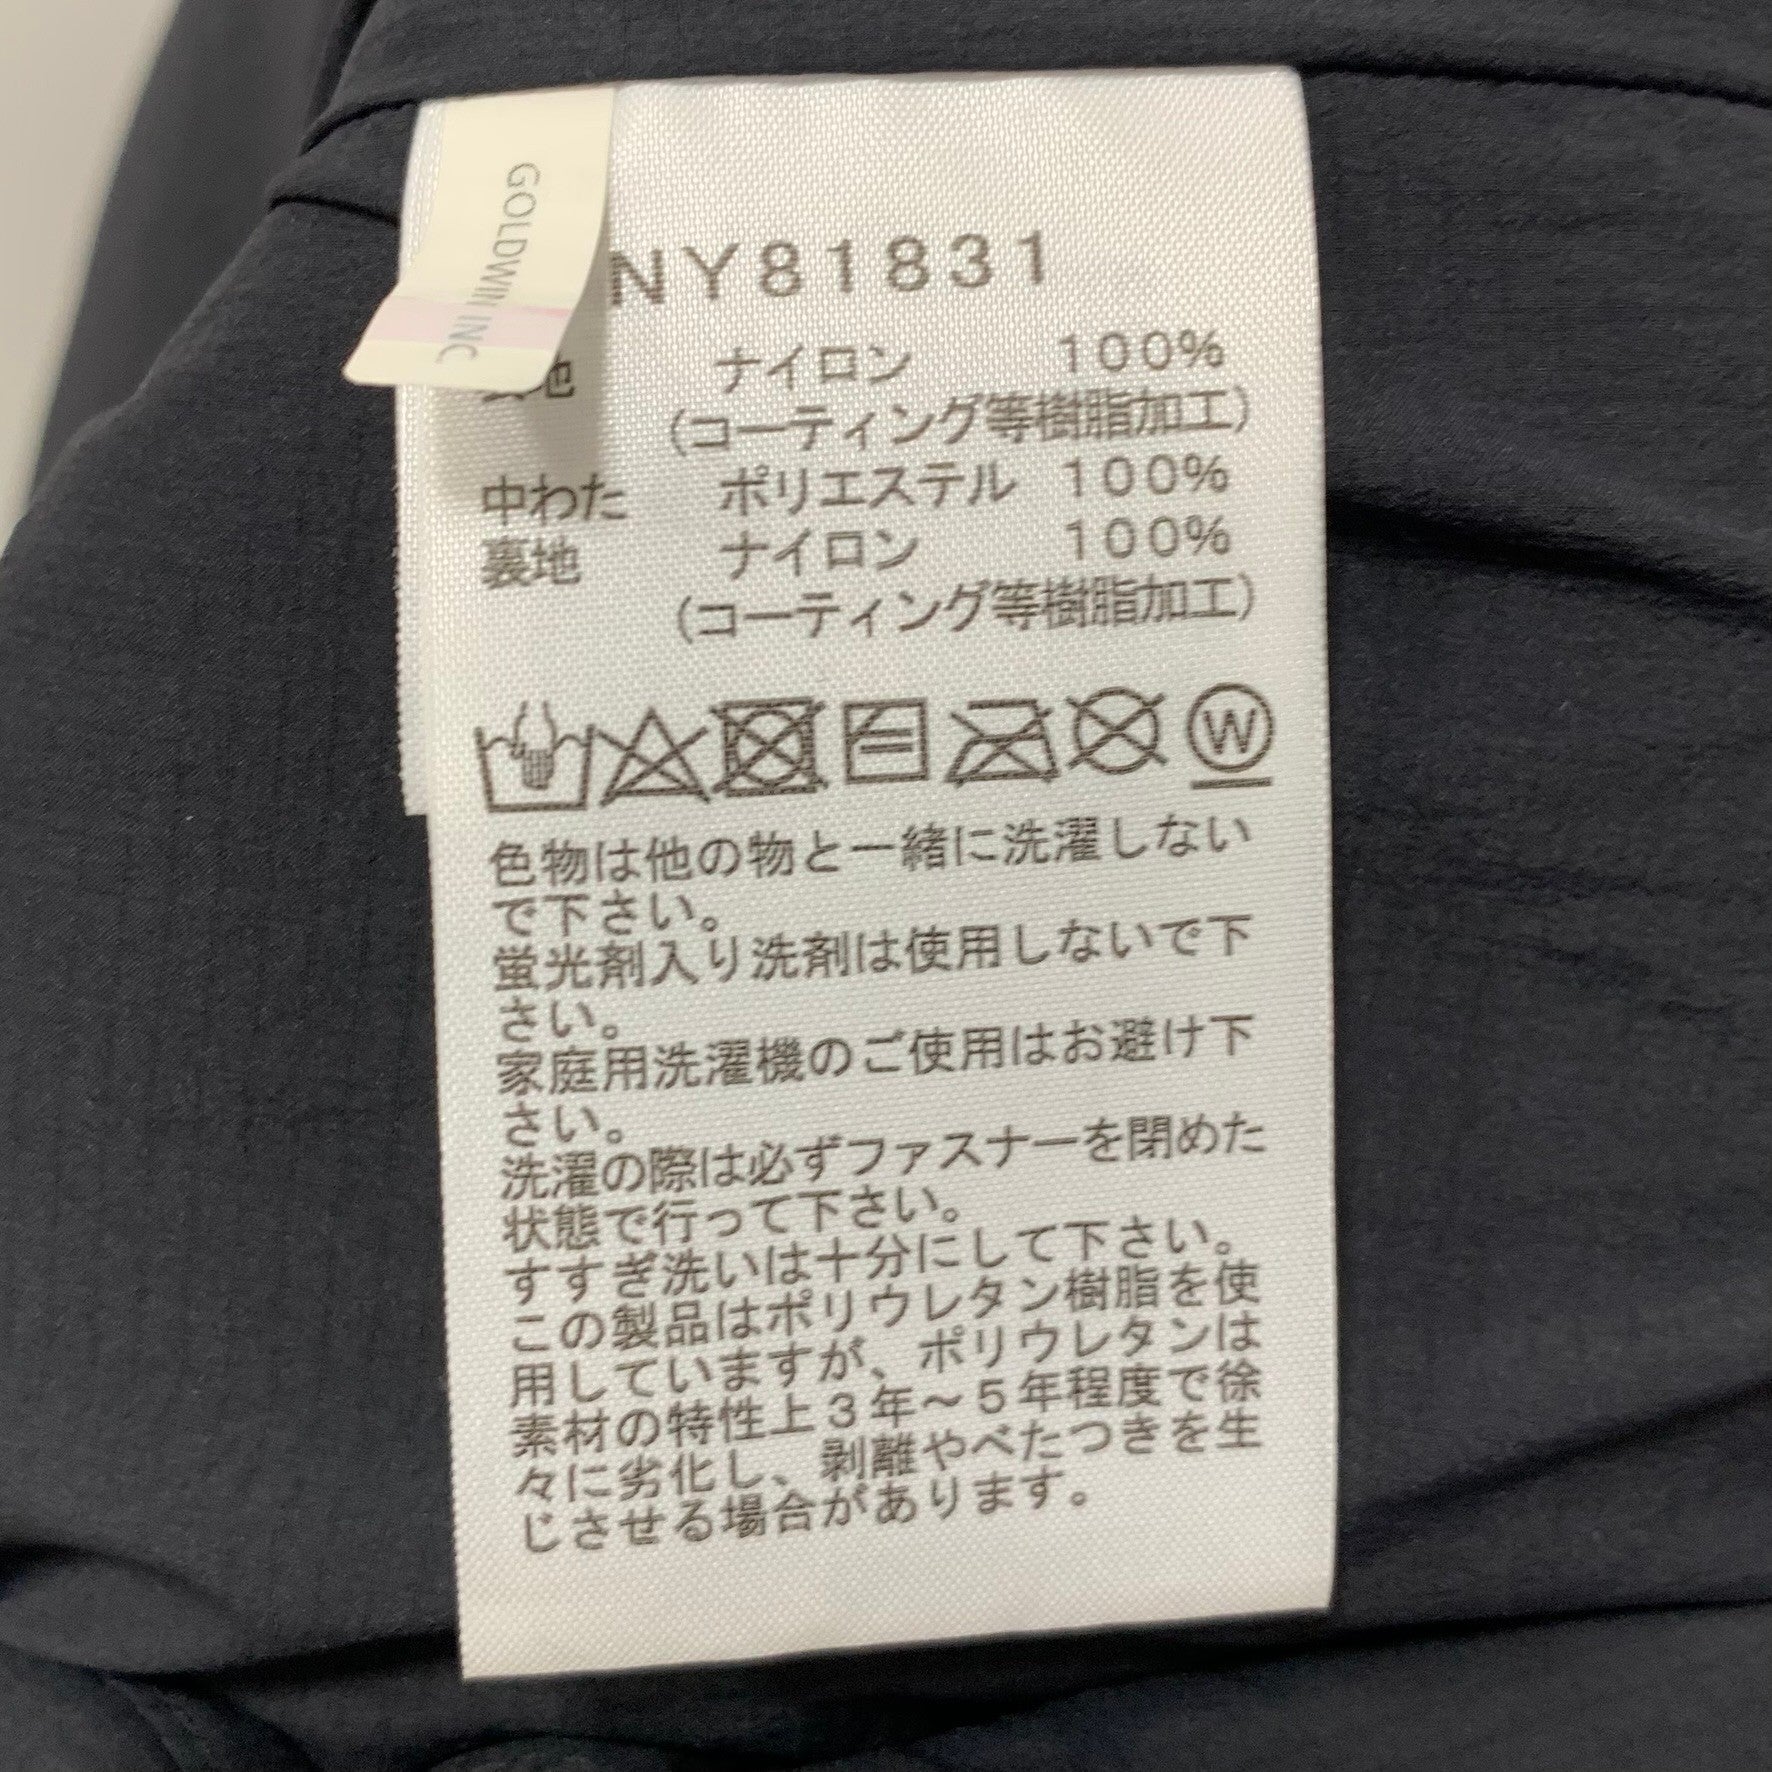 GOLDWIN INC
NY81831
地 ナイロン 100%
(コーティング等樹脂加工)
中わた ポリエステル 100%
裏地 ナイロン 100%
(コーティング等樹脂加工)
W
色物は他の物と一緒に洗濯しない
で下さい。
蛍光剤入り洗剤は使用しないで下
さい。
家庭用洗濯機のご使用はお避け下
さい。
洗濯の際は必ずファスナーを閉めた
状態で行って下さい。
すすぎ洗いは十分にして下さい。
この製品はポリウレタン樹脂を使
用していますが、ポリウレタンは
素材の特性上3年～5年程度で徐
々に劣化し、剥離やべたつきを生
じさせる場合があります。